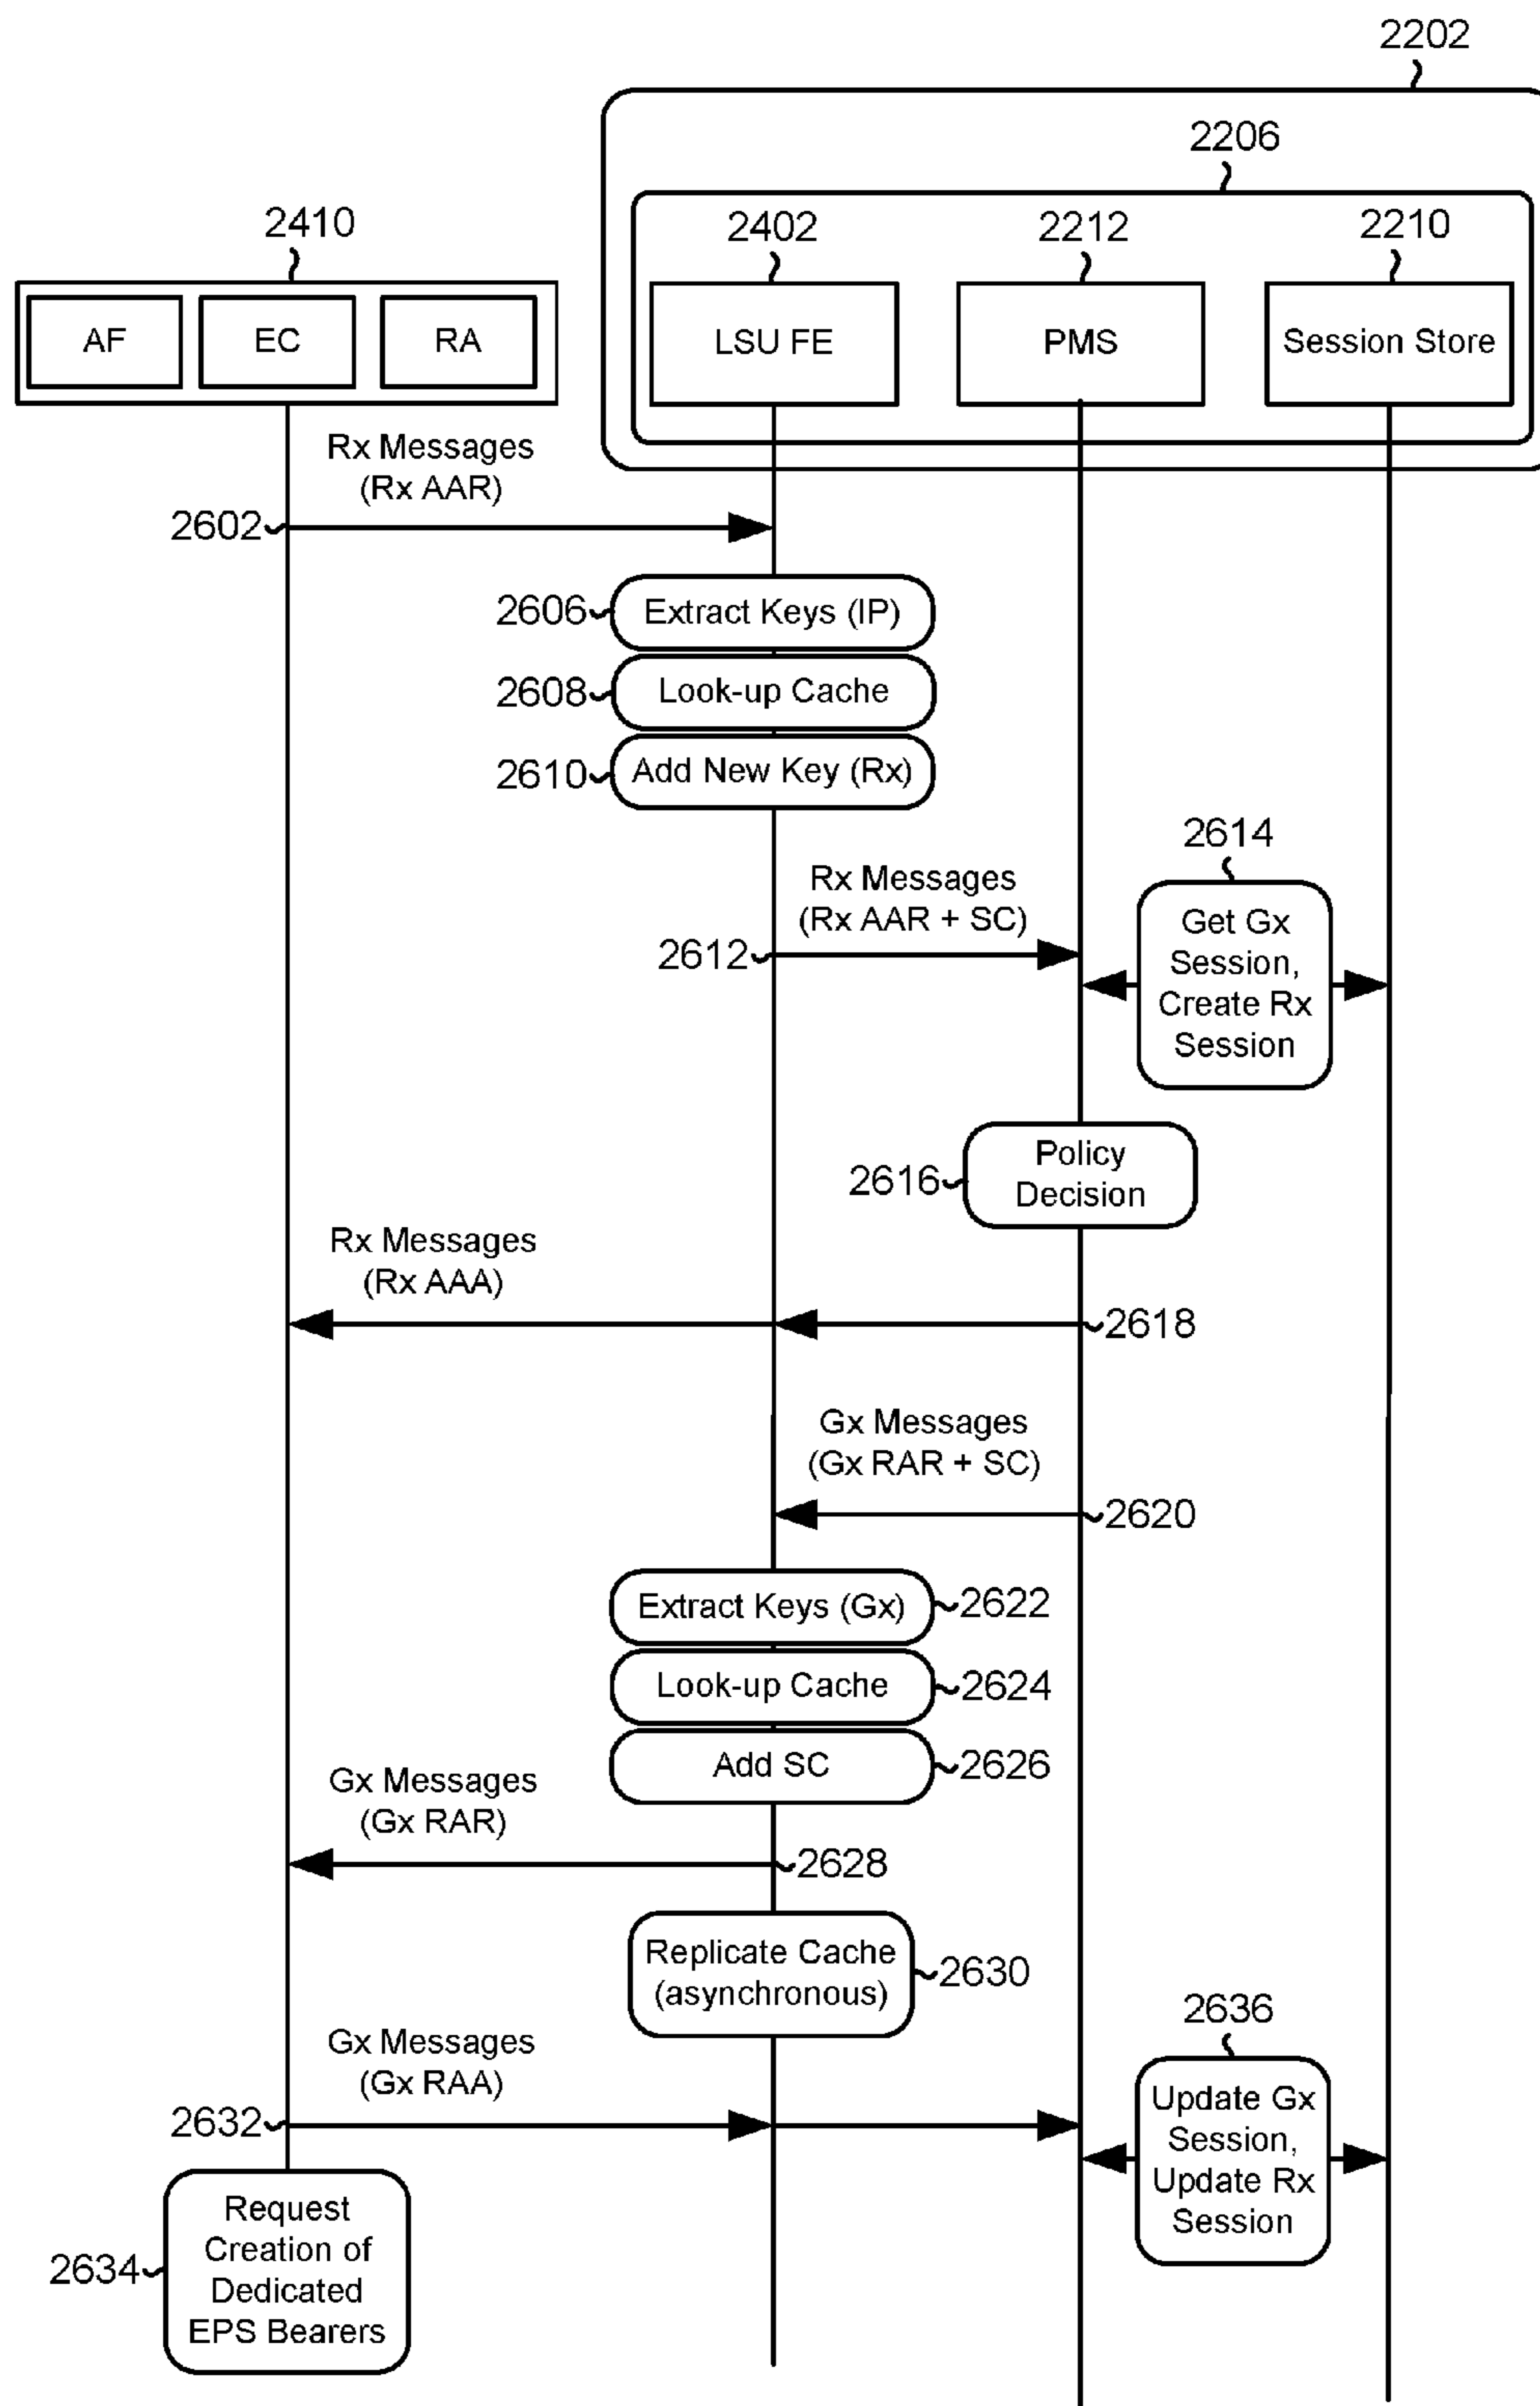 2202
2206
2410
2402
2212
2210
AF
EC
RA
LSU FE
PMS
Session Store
Rx Messages
(Rx AAR)
2602
2606
Extract Keys (IP)
2608
Look-up Cache
2610
Add New Key (Rx)
2614
Rx Messages
(Rx AAR + SC)
2612
Get Gx
Session,
Create Rx
Session
2616
Policy
Decision
Rx Messages
(Rx AAA)
2618
Gx Messages
(Gx RAR + SC)
2620
Extract Keys (Gx)
2622
Look-up Cache
2624
Add SC
2626
Gx Messages
(Gx RAR)
2628
Replicate Cache
(asynchronous)
2630
Gx Messages
(Gx RAA)
2632
2636
Update Gx
Session,
Update Rx
Session
2634
Request
Creation of
Dedicated
EPS Bearers